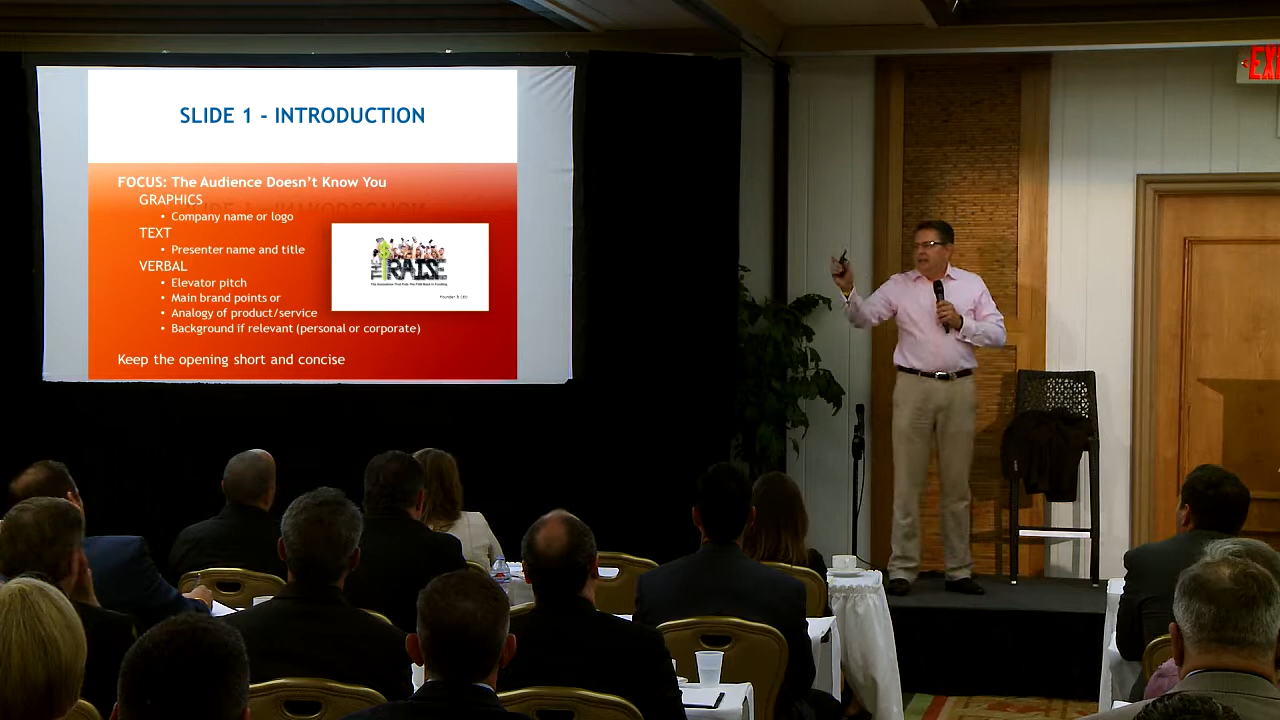 SLIDE 1 - INTRODUCTION
FOCUS: The Audience Doesn't Know You
GRAPHICS
• Company name or logo
TEXT
• Presenter name and title
VERBAL
• Elevator pitch
• Main brand points or
• Analogy of product/service
• Background if relevant (personal or corporate)
Keep the opening short and concise
THE RAISE
Founder & CEO